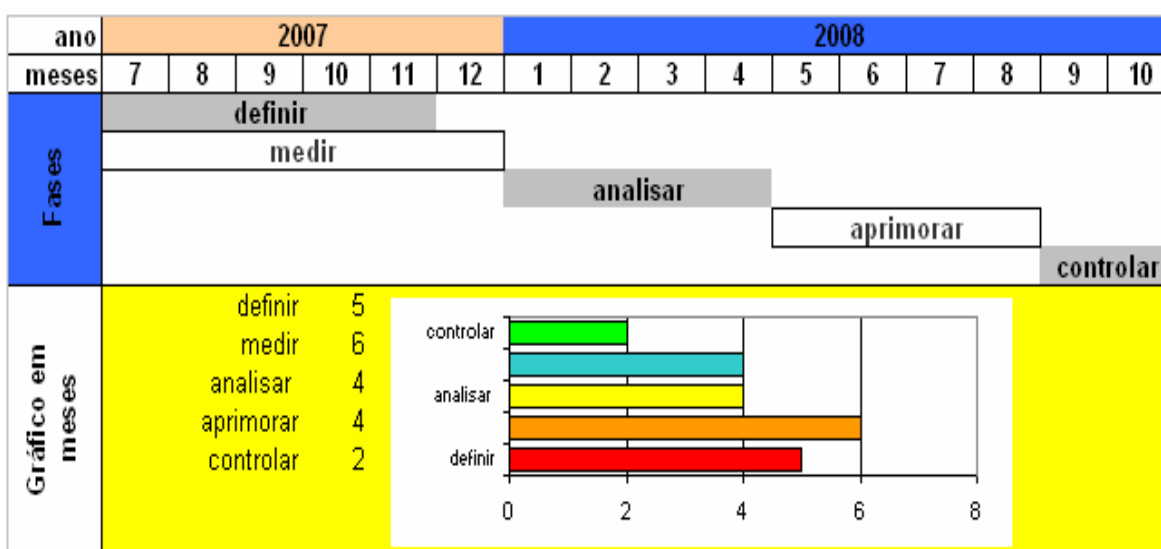 ano 2007 2008
meses 7 8 9 10 11 12 1 2 3 4 5 6 7 8 9 10
Fases
definir
medir
analisar
aprimorar
controlar
Gráfico em meses
definir 5
medir 6
analisar 4
aprimorar 4
controlar 2
controlar
analisar
definir
0 2 4 6 8